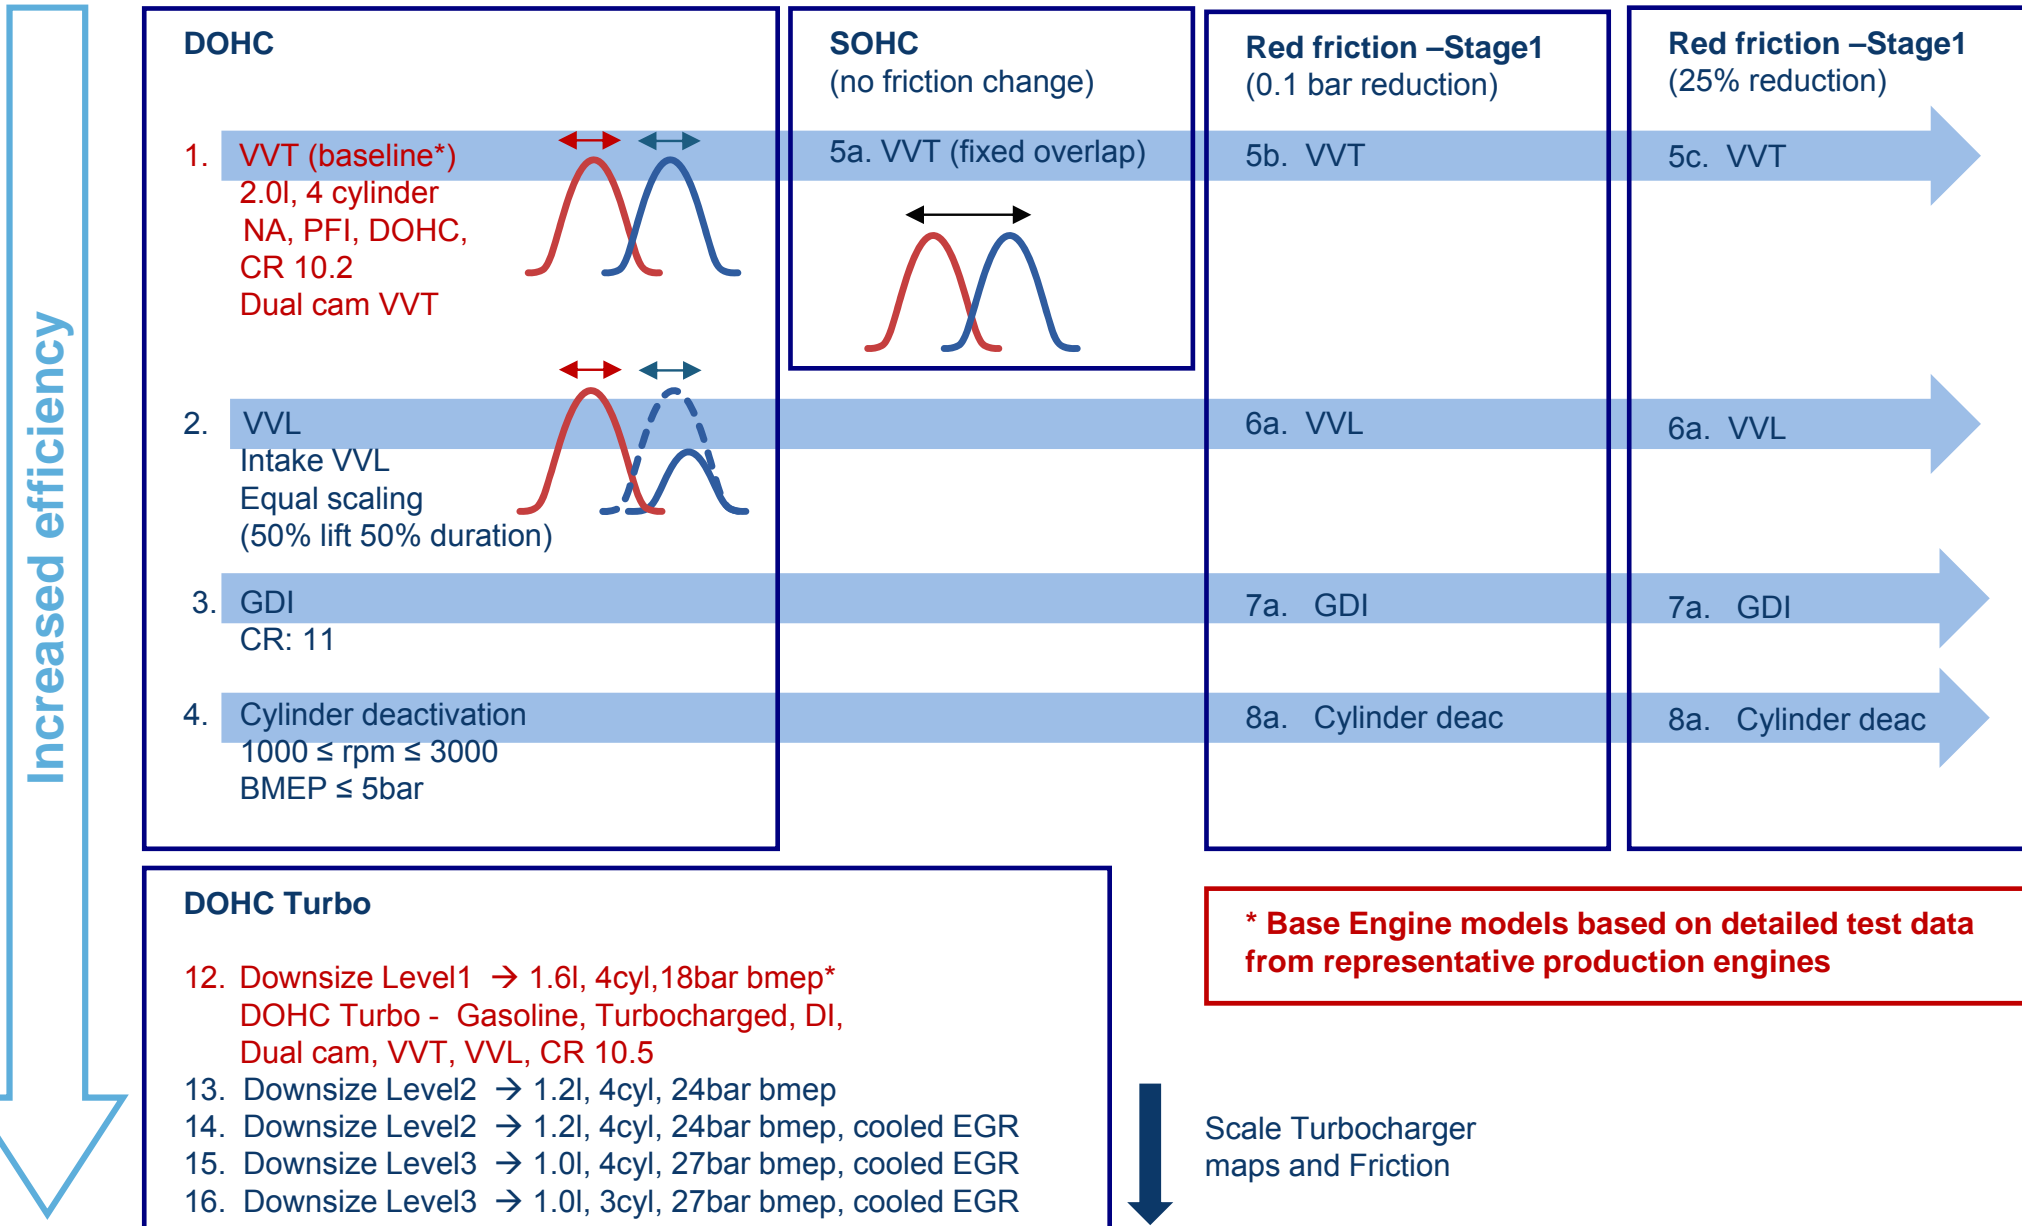 Increased efficiency
DOHC
1. VVT (baseline*)
2.0l, 4 cylinder
NA, PFI, DOHC,
CR 10.2
Dual cam VVT
2. VVL
Intake VVL
Equal scaling
(50% lift 50% duration)
3. GDI
CR: 11
4. Cylinder deactivation
1000 ≤ rpm ≤ 3000
BMEP ≤ 5bar
SOHC
(no friction change)
5a. VVT (fixed overlap)
Red friction –Stage1
(0.1 bar reduction)
5b. VVT
6a. VVL
7a. GDI
8a. Cylinder deac
Red friction –Stage1
(25% reduction)
5c. VVT
6a. VVL
7a. GDI
8a. Cylinder deac
DOHC Turbo
12. Downsize Level1 → 1.6l, 4cyl,18bar bmep*
DOHC Turbo - Gasoline, Turbocharged, DI,
Dual cam, VVT, VVL, CR 10.5
13. Downsize Level2 → 1.2l, 4cyl, 24bar bmep
14. Downsize Level2 → 1.2l, 4cyl, 24bar bmep, cooled EGR
15. Downsize Level3 → 1.0l, 4cyl, 27bar bmep, cooled EGR
16. Downsize Level3 → 1.0l, 3cyl, 27bar bmep, cooled EGR
* Base Engine models based on detailed test data
from representative production engines
Scale Turbocharger
maps and Friction